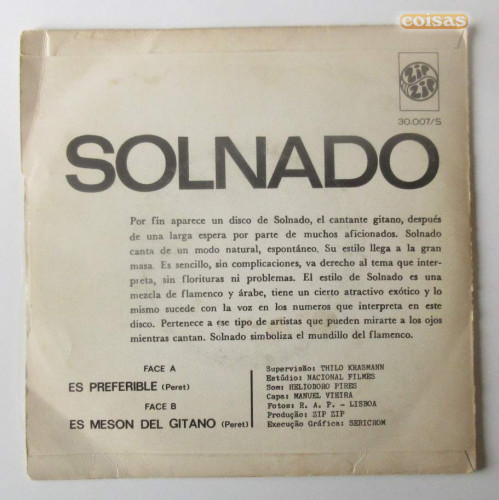 coisas
ZIP ZIP
30.007/S
SOLNADO
Por fín aparece un disco de Solnado, el cantante gitano, después
de una larga espera por parte de muchos aficionados. Solnado
canta de un modo natural, espontáneo. Su estilo llega a la gran
masa. Es sencillo, sin complicaciones, va derecho al tema que inter-
preta, sin florituras ni problemas. El estilo de Solnado es una
mezcla de flamenco y árabe, tiene un cierto atractivo exótico y lo
mismo sucede con la voz en los numeros que interpreta en este
disco. Pertenece a ese tipo de artistas que pueden mirarte a los ojos
mientras cantan. Solnado simboliza el mundillo del flamenco.
FACE A
ES PREFERIBLE (Peret)
FACE B
ES MESON DEL GITANO (Peret)
Supervisão: THILO KRASMANN
Estúdio: NACIONAL FILMES
Som: HELIODORO PIRES
Capa: MANUEL VIEIRA
Fotos: R. A. P. - LISBOA
Produção: ZIP ZIP
Execução Gráfica: SERICROM